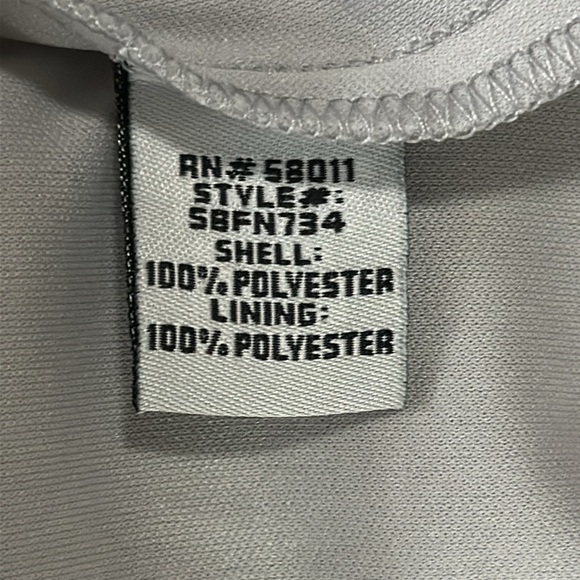 RN# 58011
STYLE#:
SBFN734
SHELL:
100% POLYESTER
LINING:
100% POLYESTER